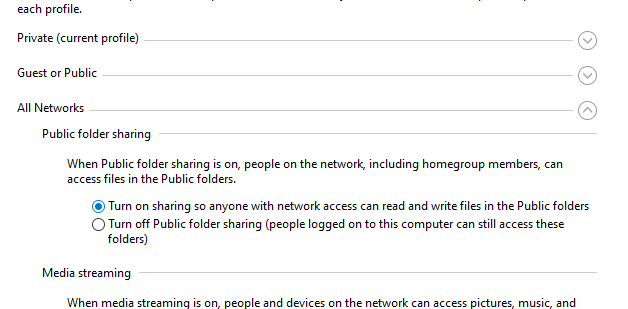 each profile.
Private (current profile)
Guest or Public
All Networks
Public folder sharing
When Public folder sharing is on, people on the network, including homegroup members, can
access files in the Public folders.
Turn on sharing so anyone with network access can read and write files in the Public folders
Turn off Public folder sharing (people logged on to this computer can still access these
folders)
Media streaming
When media streaming is on, people and devices on the network can access pictures, music, and